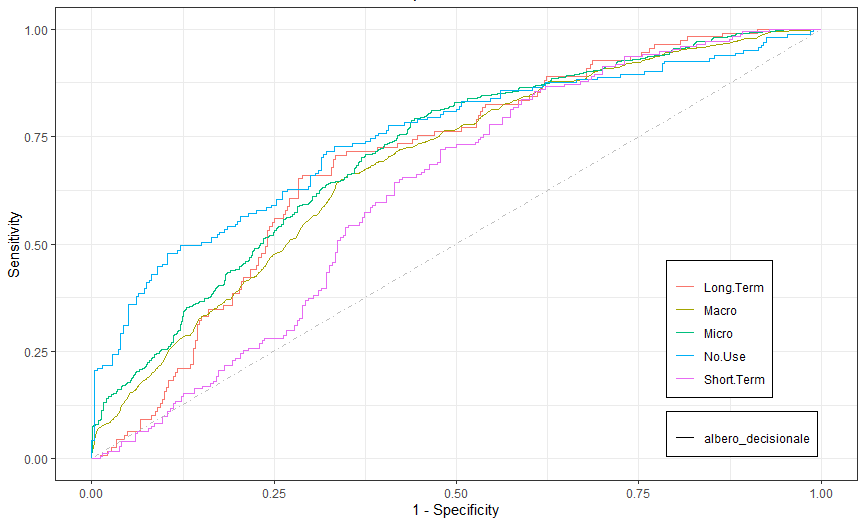 1.00
0.75
0.50
0.25
0.00
Sensitivity
Long.Term
Macro
Micro
No.Use
Short.Term
albero_decisionale
0.00 0.25 0.50 0.75 1.00
1 - Specificity